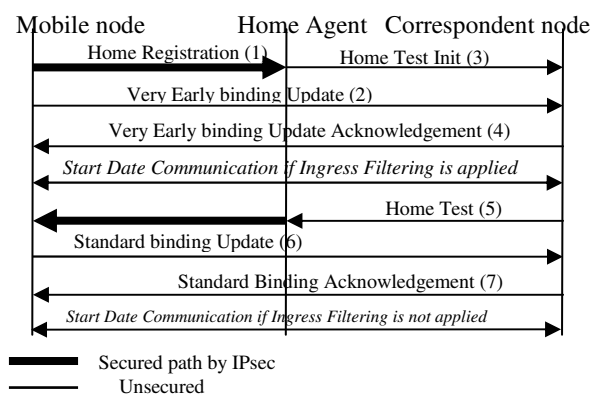 Mobile node Home Agent Correspondent node
Home Registration (1) Home Test Init (3)
Very Early binding Update (2)
Very Early binding Update Acknowledgement (4)
Start Date Communication if Ingress Filtering is applied
Home Test (5)
Standard binding Update (6)
Standard Binding Acknowledgement (7)
Start Date Communication if Ingress Filtering is not applied
Secured path by IPsec
Unsecured